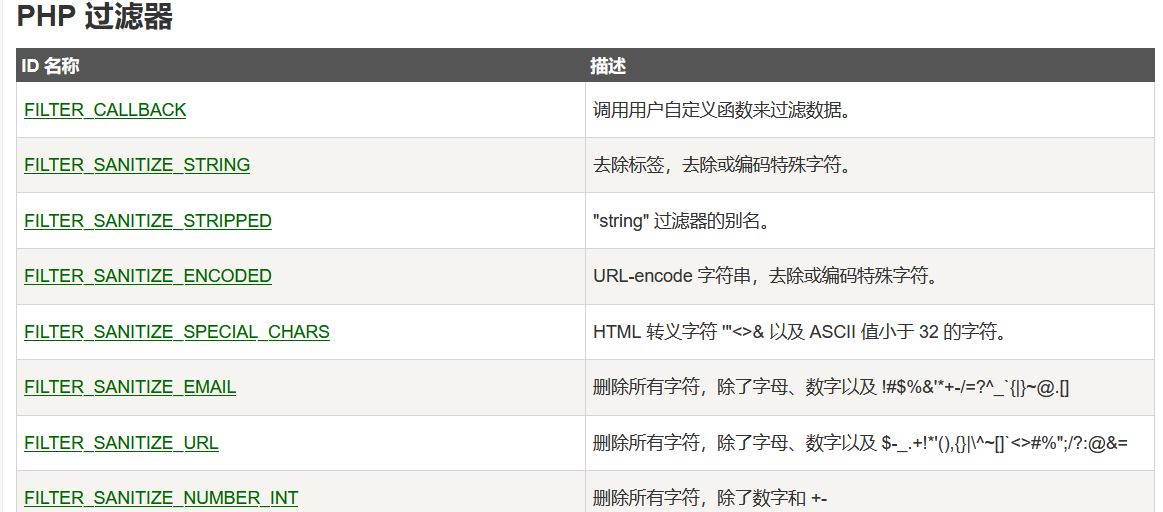 PHP 过滤器
ID 名称 描述
FILTER_CALLBACK 调用用户自定义函数来过滤数据。
FILTER_SANITIZE_STRING 去除标签，去除或编码特殊字符。
FILTER_SANITIZE_STRIPPED "string" 过滤器的别名。
FILTER_SANITIZE_ENCODED URL-encode 字符串，去除或编码特殊字符。
FILTER_SANITIZE_SPECIAL_CHARS HTML 转义字符 '"<>& 以及 ASCII 值小于 32 的字符。
FILTER_SANITIZE_EMAIL 删除所有字符，除了字母、数字以及 !#$%&'*+-/=?^_`{|}~@.[]
FILTER_SANITIZE_URL 删除所有字符，除了字母、数字以及 $-_.+!*'(),{}|\^~[]`<>#%";/?:@&=
FILTER_SANITIZE_NUMBER_INT 删除所有字符，除了数字和 +-